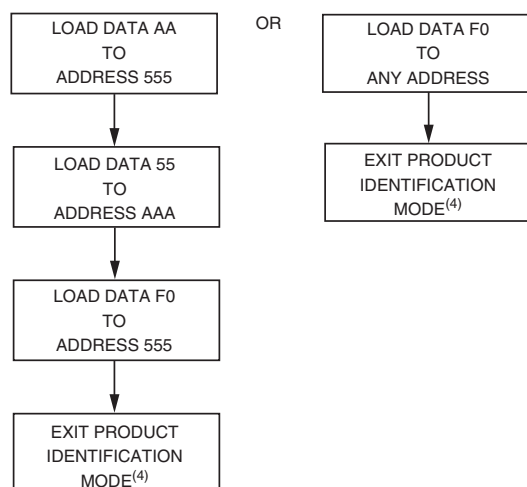 LOAD DATA AA
TO
ADDRESS 555
LOAD DATA 55
TO
ADDRESS AAA
LOAD DATA F0
TO
ADDRESS 555
EXIT PRODUCT
IDENTIFICATION
MODE(4)
OR
LOAD DATA F0
TO
ANY ADDRESS
EXIT PRODUCT
IDENTIFICATION
MODE(4)